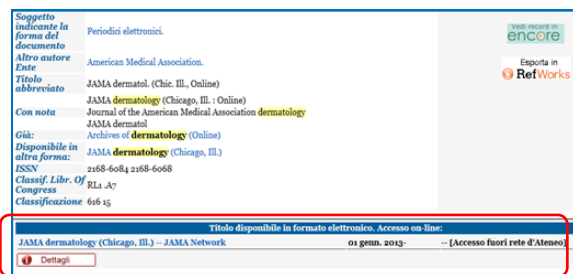 Soggetto
indicante la
forma del
documento
Periodici elettronici.
Vedi record in
encore
Altro autore
Ente
American Medical Association.
Esporta in
RefWorks
Titolo
abbreviato
JAMA dermatol. (Chic. Ill., Online)
Con nota
JAMA dermatology (Chicago, Ill. : Online)
Journal of the American Medical Association dermatology
JAMA dermatol
Già:
Archives of dermatology (Online)
Disponibile in
altra forma:
JAMA dermatology (Chicago, Ill.)
ISSN
2168-6084 2168-6068
Classif. Libr. Of
Congress
RL1 .A7
Classificazione 616 15
Titolo disponibile in formato elettronico. Accesso on-line:
JAMA dermatology (Chicago, Ill.) -- JAMA Network 01 genn. 2013- -- [Accesso fuori rete d'Ateneo]
Dettagli